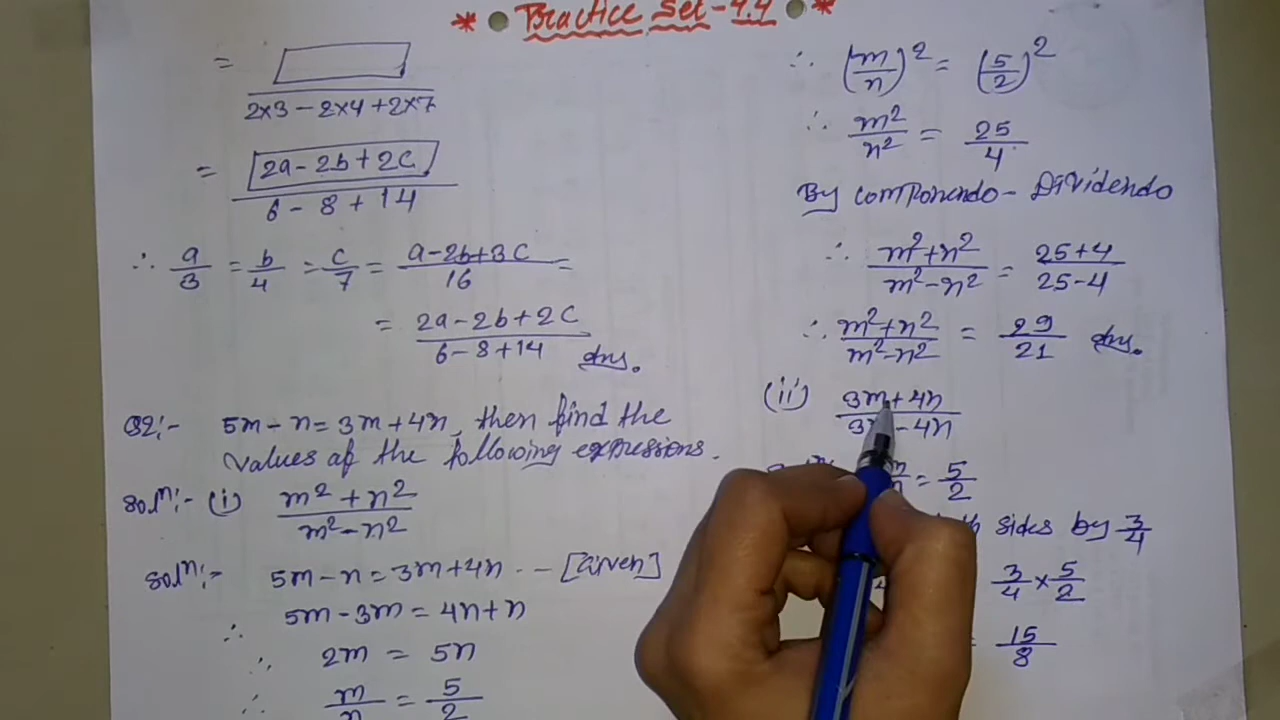 * Practice Set-4.4 *
=
2×3 - 2×4 + 2×7
= 2a - 2b + 2c
6 - 8 + 14
∴ a/3 = b/4 = c/7 = a-2b+3c/16 =
= 2a - 2b + 2c
6 - 8 + 14 Ans.
Q2:- 5m - n = 3m + 4n, then find the
values of the following expressions.
Solⁿ:- (i) m² + n²
m² - n²
Solⁿ:- 5m - n = 3m + 4n -- [Given]
∴ 5m - 3m = 4n + n
∴ 2m = 5n
∴ m/n = 5/2
∴ (m/n)² = (5/2)²
∴ m²/n² = 25/4
By componendo - Dividendo
∴ m²+n²/m²-n² = 25+4/25-4
∴ m²+n²/m²-n² = 29/21 Ans.
(ii) 3m + 4n
3 - 4n
= 5/2
sides by 3/4
3/4 × 5/2
= 15/8